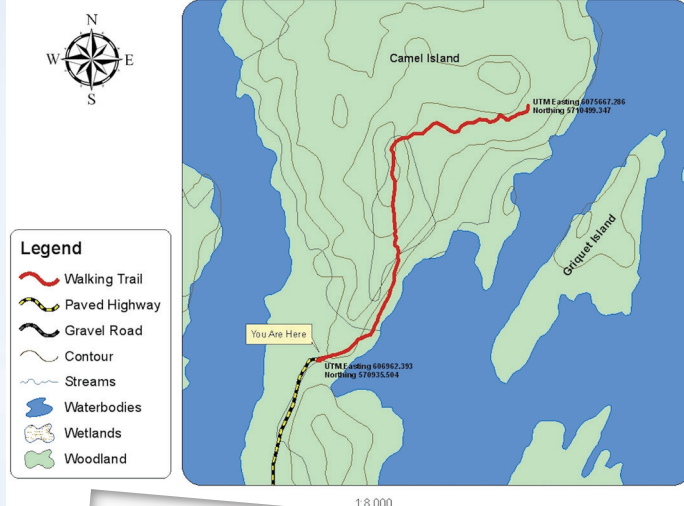 N
W E
S
Camel Island
UTM Easting 6075667.286
Northing 5710499.347
Griquet Island
Legend
Walking Trail
Paved Highway
Gravel Road
Contour
Streams
Waterbodies
Wetlands
Woodland
You Are Here
UTM Easting 606962.393
Northing 570935.504
1:8,000